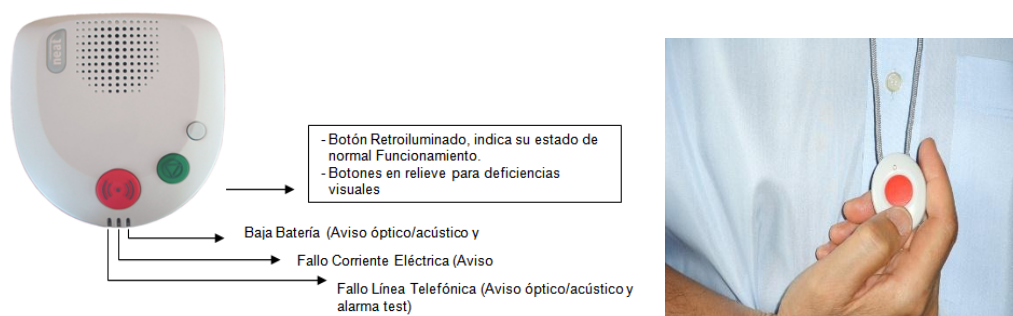 neat
- Botón Retroiluminado, indica su estado de
normal Funcionamiento.
- Botones en relieve para deficiencias
visuales
Baja Batería (Aviso óptico/acústico y
Fallo Corriente Eléctrica (Aviso
Fallo Línea Telefónica (Aviso óptico/acústico y
alarma test)